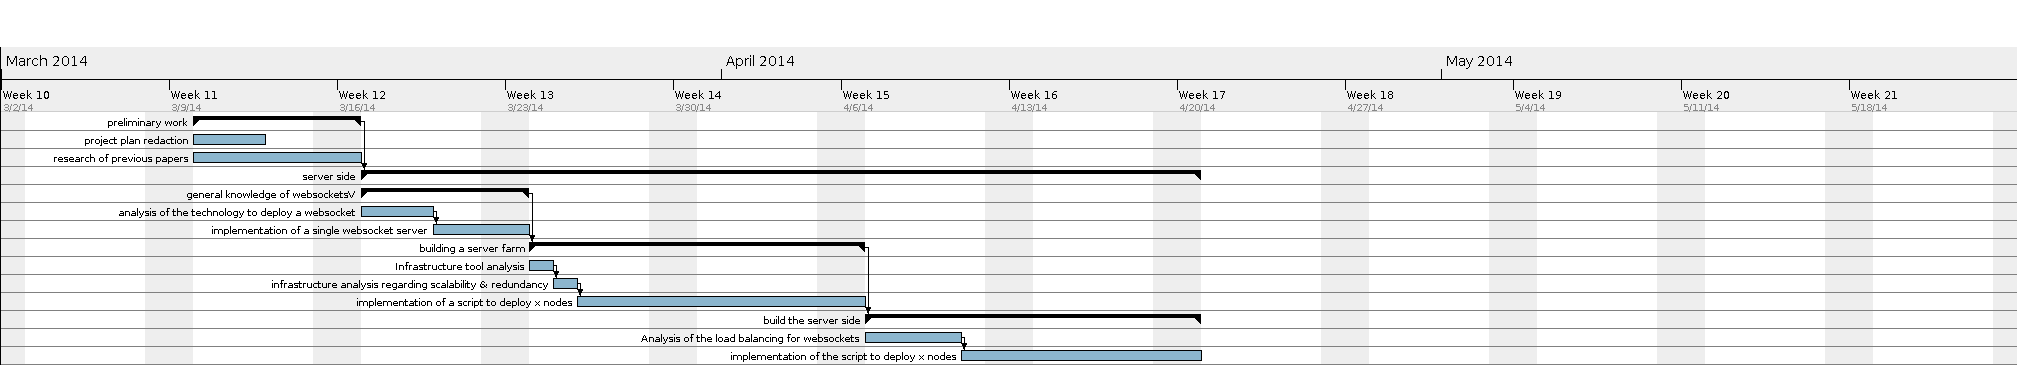 March 2014 April 2014 May 2014
Week 10 Week 11 Week 12 Week 13 Week 14 Week 15 Week 16 Week 17 Week 18 Week 19 Week 20 Week 21
3/2/14 3/9/14 3/16/14 3/23/14 3/30/14 4/6/14 4/13/14 4/20/14 4/27/14 5/4/14 5/11/14 5/18/14
preliminary work
project plan redaction
research of previous papers
server side
general knowledge of websocketsV
analysis of the technology to deploy a websocket
implementation of a single websocket server
building a server farm
Infrastructure tool analysis
infrastructure analysis regarding scalability & redundancy
implementation of a script to deploy x nodes
build the server side
Analysis of the load balancing for websockets
implementation of the script to deploy x nodes